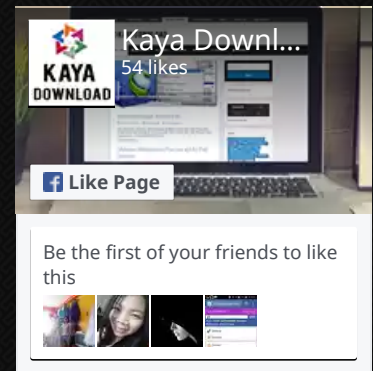 Kaya Downl...
54 likes
KAYA
DOWNLOAD
Like Page
Be the first of your friends to like
this